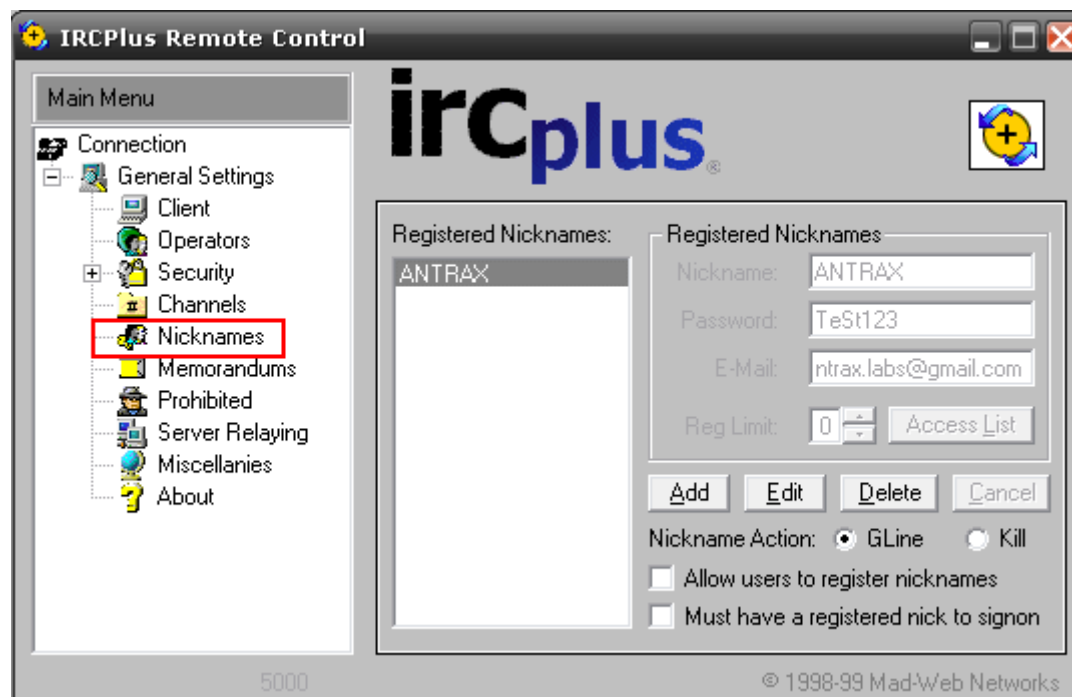 IRCPlus Remote Control
Main Menu
Connection
General Settings
Client
Operators
Security
Channels
Nicknames
Memorandums
Prohibited
Server Relaying
Miscellanies
About
ircplus®
Registered Nicknames:
ANTRAX
Registered Nicknames
Nickname: ANTRAX
Password: TeSt123
E-Mail: ntrax.labs@gmail.com
Reg Limit: 0 Access List
Add Edit Delete Cancel
Nickname Action: GLine Kill
Allow users to register nicknames
Must have a registered nick to signon
5000 © 1998-99 Mad-Web Networks